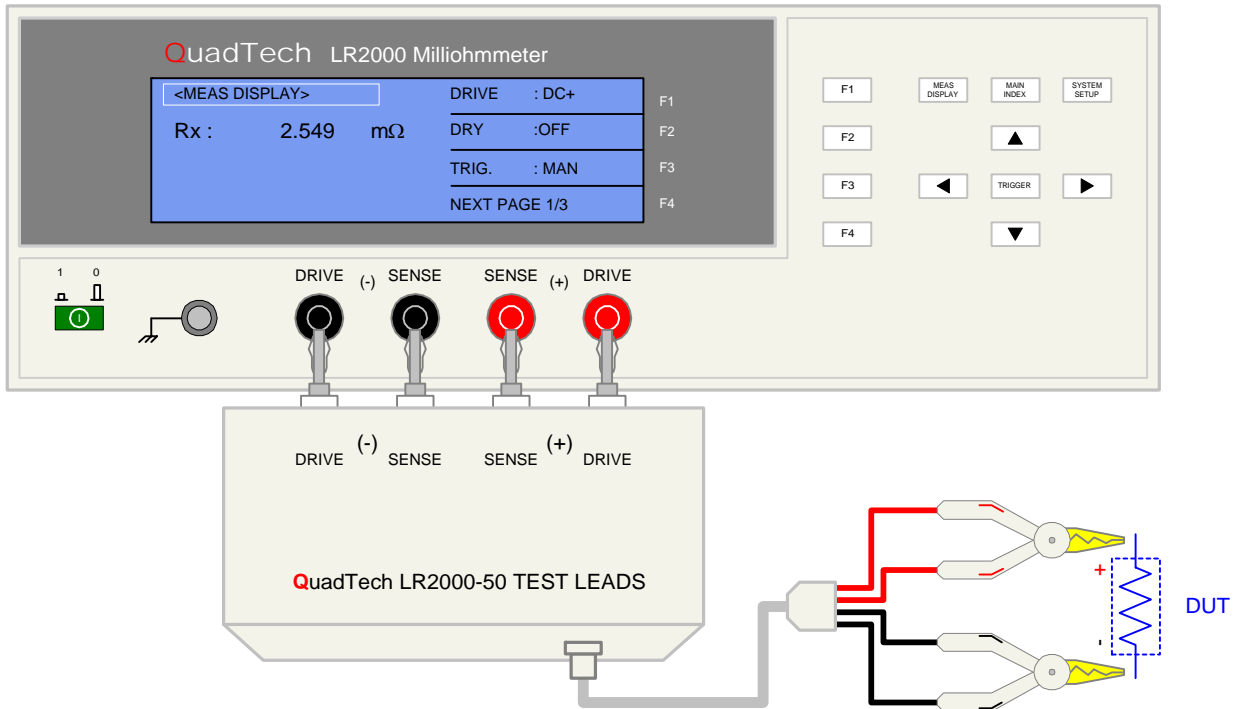 QuadTech LR2000 Milliohmmeter
<MEAS DISPLAY>
DRIVE : DC+
F1
Rx : 2.549 mΩ
DRY :OFF
F2
TRIG. : MAN
F3
NEXT PAGE 1/3
F4
F1
MEAS DISPLAY
MAIN INDEX
SYSTEM SETUP
F2
F3
TRIGGER
F4
1 0
DRIVE (-) SENSE SENSE (+) DRIVE
DRIVE (-) SENSE SENSE (+) DRIVE
QuadTech LR2000-50 TEST LEADS
+
DUT
-